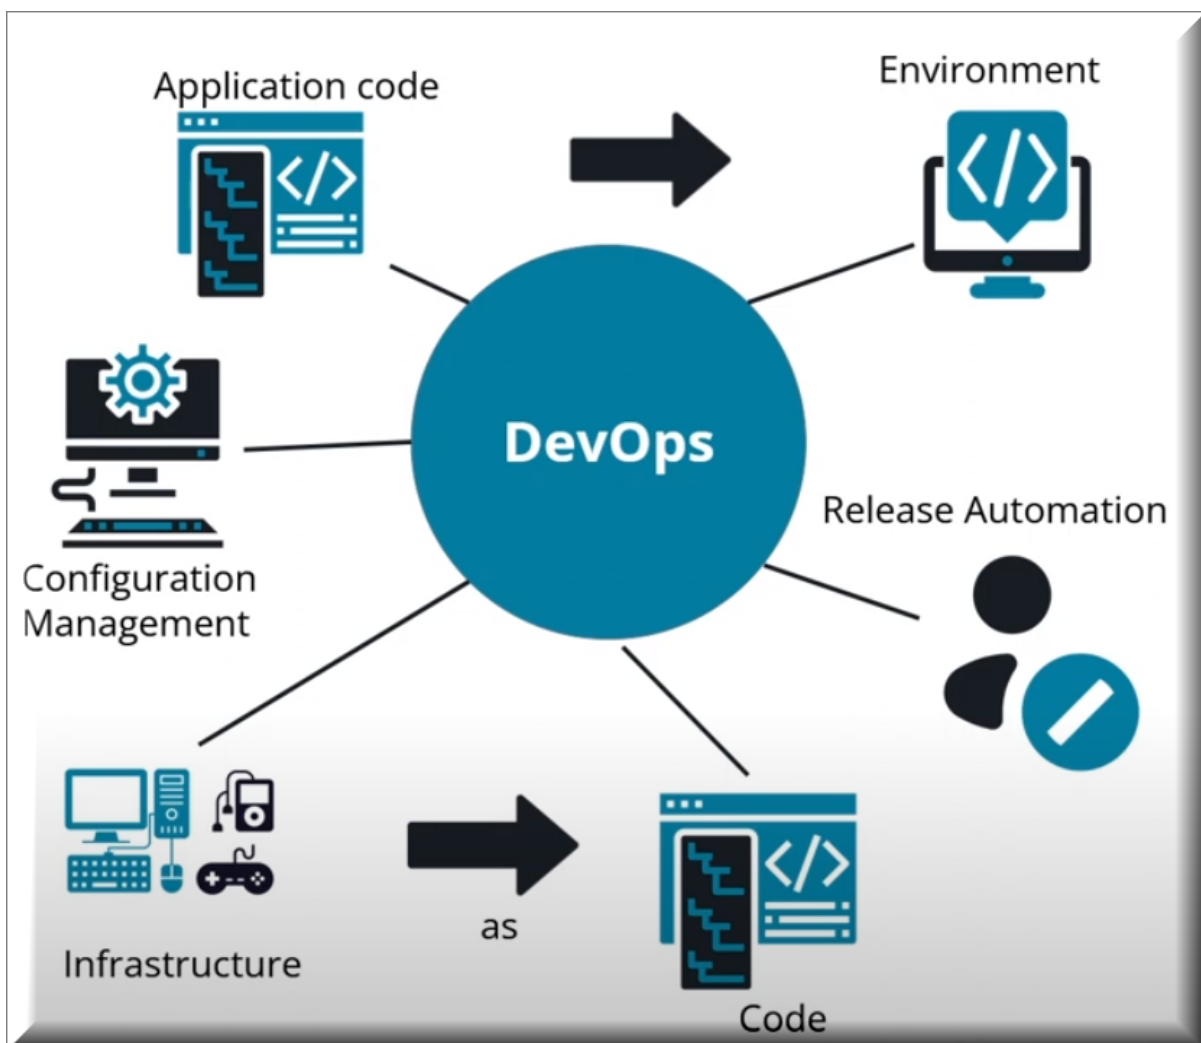 Application code
Environment
DevOps
Configuration
Management
Release Automation
Infrastructure
as
Code